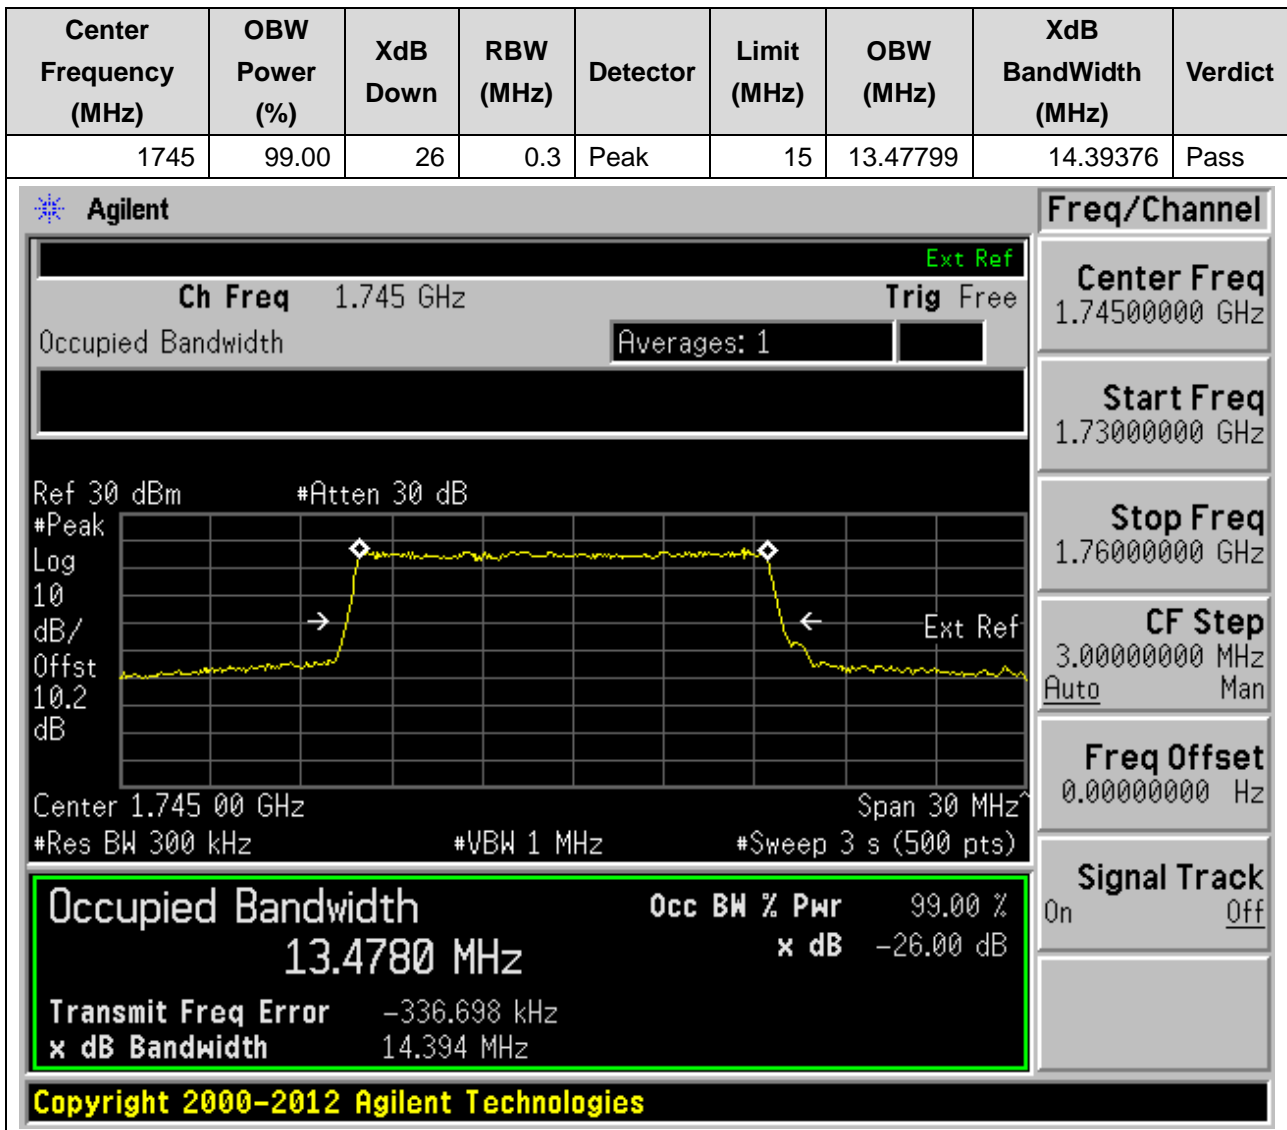 Center Frequency (MHz) OBW Power (%) XdB Down RBW (MHz) Detector Limit (MHz) OBW (MHz) XdB BandWidth (MHz) Verdict
1745 99.00 26 0.3 Peak 15 13.47799 14.39376 Pass
Agilent
Ext Ref
Ch Freq 1.745 GHz Trig Free
Occupied Bandwidth Averages: 1
Ref 30 dBm #Atten 30 dB
#Peak
Log
10
dB/
Offst
10.2
dB
Ext Ref
Center 1.745 00 GHz Span 30 MHz^
#Res BW 300 kHz #VBW 1 MHz #Sweep 3 s (500 pts)
Occupied Bandwidth Occ BW % Pwr 99.00 %
13.4780 MHz x dB -26.00 dB
Transmit Freq Error -336.698 kHz
x dB Bandwidth 14.394 MHz
Copyright 2000-2012 Agilent Technologies
Freq/Channel
Center Freq
1.74500000 GHz
Start Freq
1.73000000 GHz
Stop Freq
1.76000000 GHz
CF Step
3.00000000 MHz
Auto Man
Freq Offset
0.00000000 Hz
Signal Track
On Off